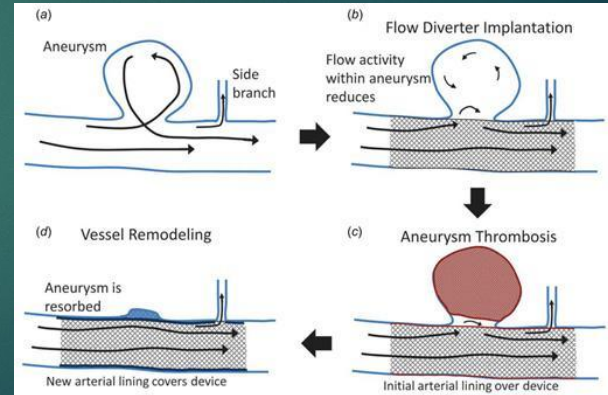 (a)
Aneurysm
Side
branch
(b)
Flow Diverter Implantation
Flow activity
within aneurysm
reduces
(d)
Vessel Remodeling
Aneurysm is
resorbed
New arterial lining covers device
(c)
Aneurysm Thrombosis
Initial arterial lining over device